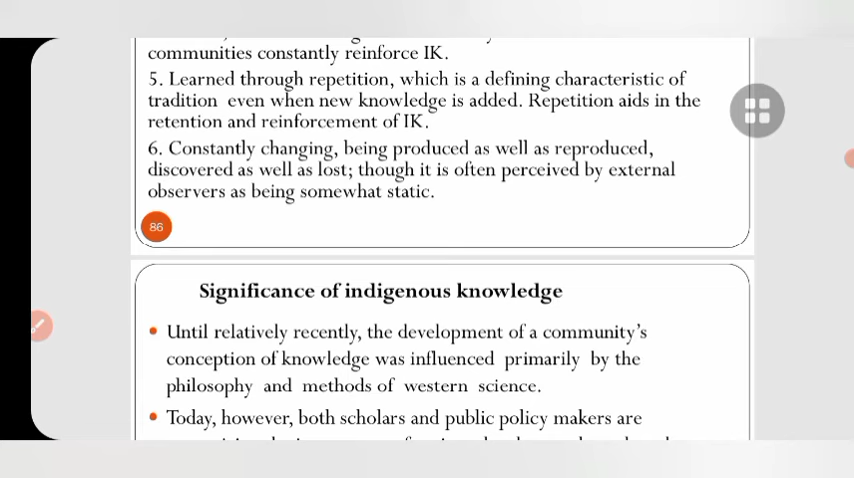 communities constantly reinforce IK.
5. Learned through repetition, which is a defining characteristic of
tradition even when new knowledge is added. Repetition aids in the
retention and reinforcement of IK.
6. Constantly changing, being produced as well as reproduced,
discovered as well as lost; though it is often perceived by external
observers as being somewhat static.
86
Significance of indigenous knowledge
Until relatively recently, the development of a community's
conception of knowledge was influenced primarily by the
philosophy and methods of western science.
Today, however, both scholars and public policy makers are